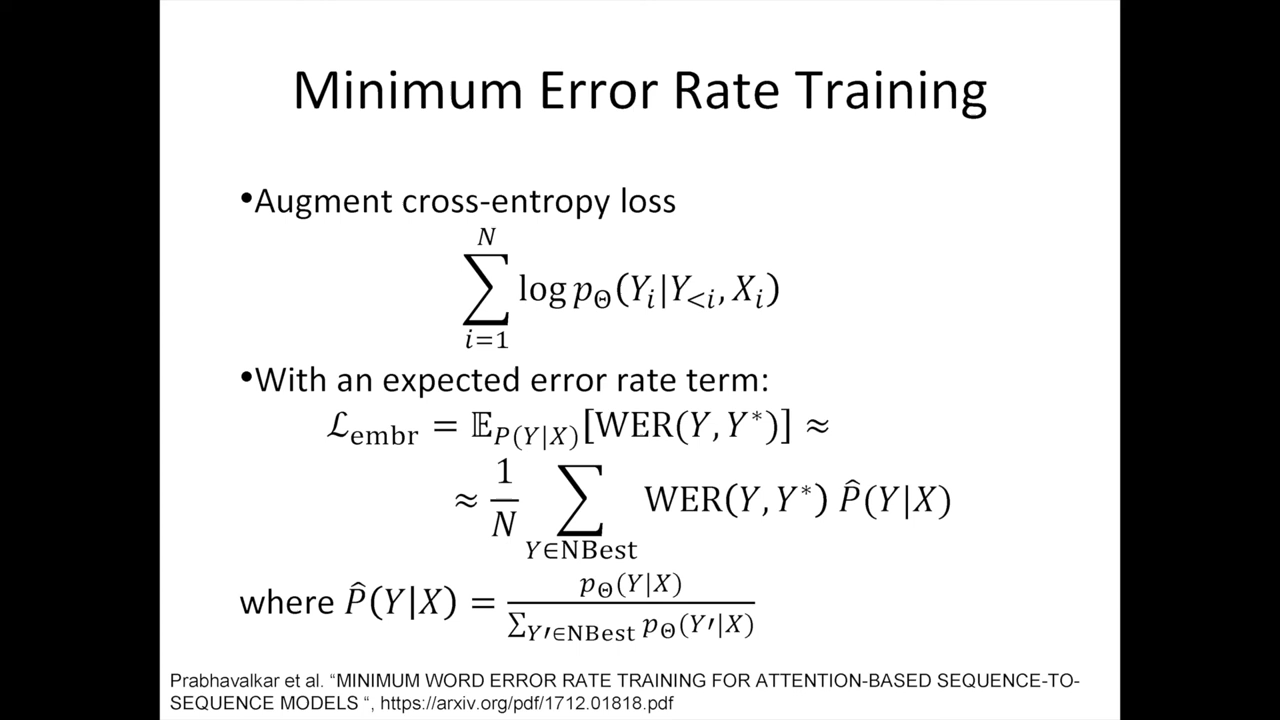 Minimum Error Rate Training
•Augment cross-entropy loss
∑_{i=1}^{N} log p_Θ(Y_i|Y_{<i}, X_i)
•With an expected error rate term:
ℒ_embr = 𝔼_{P(Y|X)}[WER(Y, Y*)] ≈
≈ 1/N ∑_{Y∈NBest} WER(Y, Y*) P̂(Y|X)
where P̂(Y|X) = p_Θ(Y|X) / ∑_{Y′∈NBest} p_Θ(Y′|X)
Prabhavalkar et al. “MINIMUM WORD ERROR RATE TRAINING FOR ATTENTION-BASED SEQUENCE-TO-
SEQUENCE MODELS “, https://arxiv.org/pdf/1712.01818.pdf